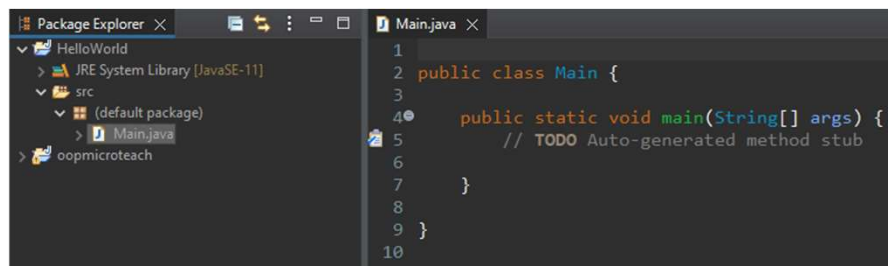 Package Explorer
HelloWorld
JRE System Library [JavaSE-11]
src
(default package)
Main.java
oopmicroteach
Main.java
1
2 public class Main {
3
4 public static void main(String[] args) {
5 // TODO Auto-generated method stub
6
7 }
8
9 }
10